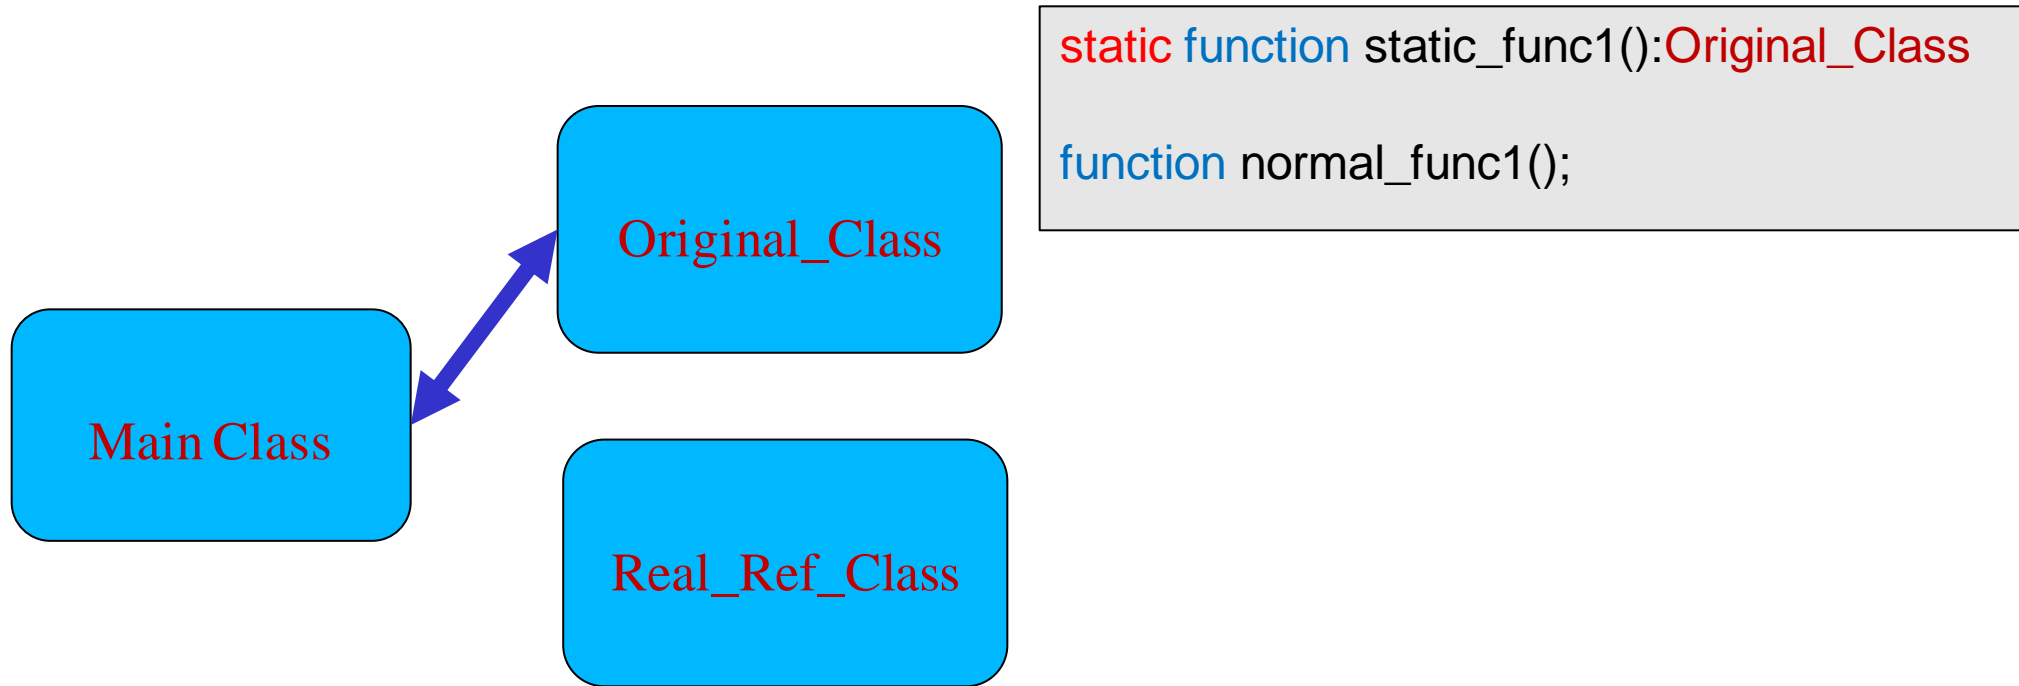 static function static_func1():Original_Class
function normal_func1();
Original_Class
Main Class
Real_Ref_Class